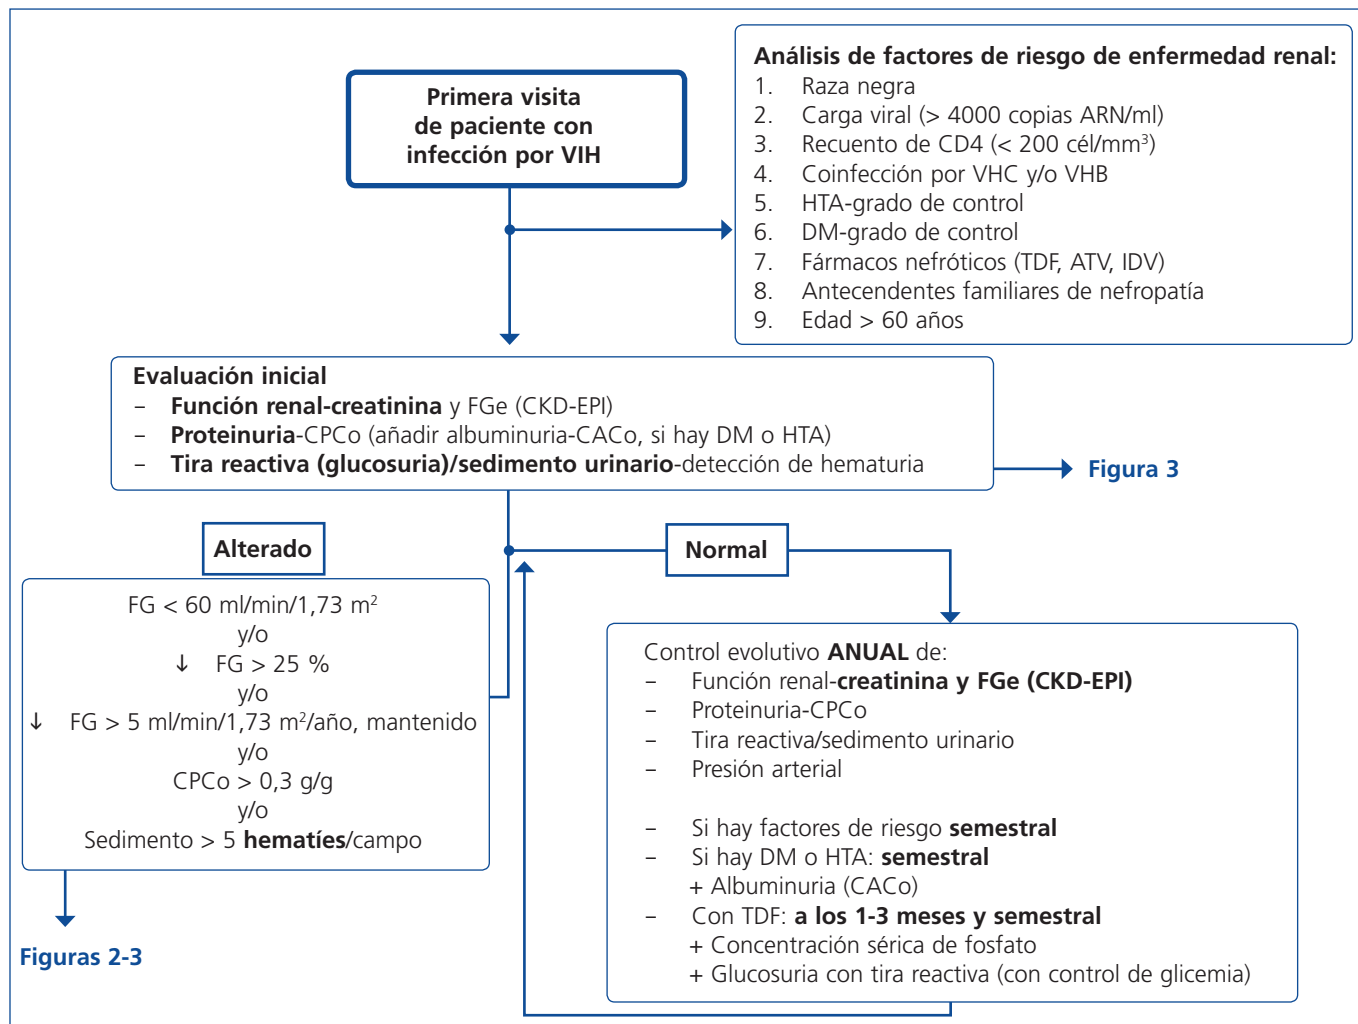 Primera visita
de paciente con
infección por VIH
Análisis de factores de riesgo de enfermedad renal:
1. Raza negra
2. Carga viral (> 4000 copias ARN/ml)
3. Recuento de CD4 (< 200 cél/mm³)
4. Coinfección por VHC y/o VHB
5. HTA-grado de control
6. DM-grado de control
7. Fármacos nefróticos (TDF, ATV, IDV)
8. Antecendentes familiares de nefropatía
9. Edad > 60 años
Evaluación inicial
– Función renal-creatinina y FGe (CKD-EPI)
– Proteinuria-CPCo (añadir albuminuria-CACo, si hay DM o HTA)
– Tira reactiva (glucosuria)/sedimento urinario-detección de hematuria
Figura 3
Alterado
FG < 60 ml/min/1,73 m²
y/o
↓ FG > 25 %
y/o
↓ FG > 5 ml/min/1,73 m²/año, mantenido
y/o
CPCo > 0,3 g/g
y/o
Sedimento > 5 hematíes/campo
Figuras 2-3
Normal
Control evolutivo ANUAL de:
– Función renal-creatinina y FGe (CKD-EPI)
– Proteinuria-CPCo
– Tira reactiva/sedimento urinario
– Presión arterial
– Si hay factores de riesgo semestral
– Si hay DM o HTA: semestral
+ Albuminuria (CACo)
– Con TDF: a los 1-3 meses y semestral
+ Concentración sérica de fosfato
+ Glucosuria con tira reactiva (con control de glicemia)